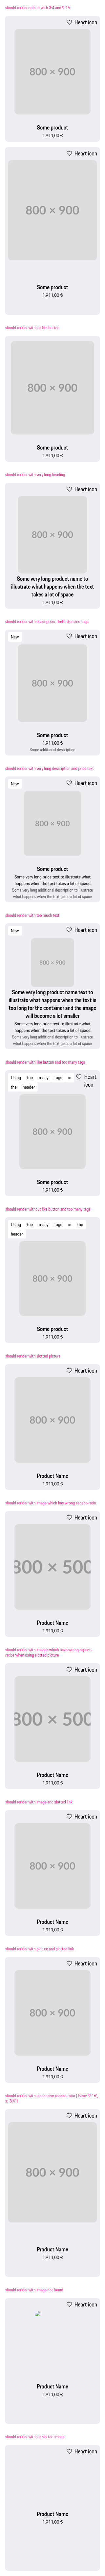 should render default with 3:4 and 9:16
Heart icon
800 × 900
Some product
1.911,00 €
Heart icon
800 × 900
Some product
1.911,00 €
should render without like button
800 × 900
Some product
1.911,00 €
should render with very long heading
Heart icon
800 × 900
Some very long product name to
illustrate what happens when the text
takes a lot of space
1.911,00 €
should render with description, likeButton and tags
New
Heart icon
800 × 900
Some product
1.911,00 €
Some additional description
should render with very long description and price text
New
Heart icon
800 × 900
Some product
Some very long price text to illustrate what
happens when the text takes a lot of space
Some very long additional description to illustrate
what happens when the text takes a lot of space
should render with too much text
New
Heart icon
800 × 900
Some very long product name text to
illustrate what happens when the text is
too long for the container and the image
will become a lot smaller
Some very long price text to illustrate what
happens when the text takes a lot of space
Some very long additional description to illustrate
what happens when the text takes a lot of space
should render with like button and too many tags
Using too many tags in
the header
Heart
icon
800 × 900
Some product
1.911,00 €
should render without like button and too many tags
Using too many tags in the
header
800 × 900
Some product
1.911,00 €
should render with slotted picture
Heart icon
800 × 900
Product Name
1.911,00 €
should render with image which has wrong aspect-ratio
Heart icon
800 × 500
Product Name
1.911,00 €
should render with images which have wrong aspect-
ratios when using slotted picture
Heart icon
800 × 500
Product Name
1.911,00 €
should render with image and slotted link
Heart icon
800 × 900
Product Name
1.911,00 €
should render with picture and slotted link
Heart icon
800 × 900
Product Name
1.911,00 €
should render with responsive aspect-ratio { base: '9:16',
s: '3:4' }
Heart icon
800 × 900
Product Name
1.911,00 €
should render with image not found
Heart icon
Product Name
1.911,00 €
should render without slotted image
Heart icon
Product Name
1.911,00 €